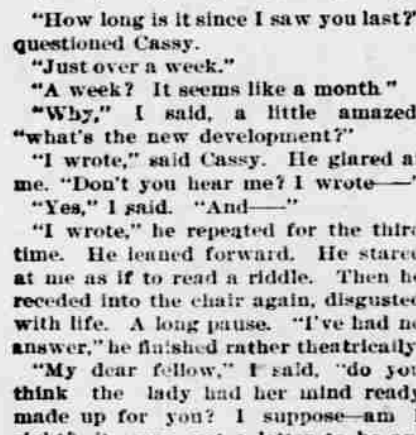 "How long is it since I saw you last?"
questioned Cassy.
"Just over a week."
"A week? It seems like a month."
"Why," I said, a little amazed
"what's the new development?"
"I wrote," said Cassy. He glared a
me. "Don't you hear me? I wrote—"
"Yes," I said. "And—"
"I wrote," he repeated for the third
time. He leaned forward. He stared
at me as if to read a riddle. Then he
receded into the chair again, disguste
with life. A long pause. "I've had n
answer," he finished rather theatrically
"My dear fellow," I said, "do you
think the lady had her mind ready
made up for you? I suppose—am